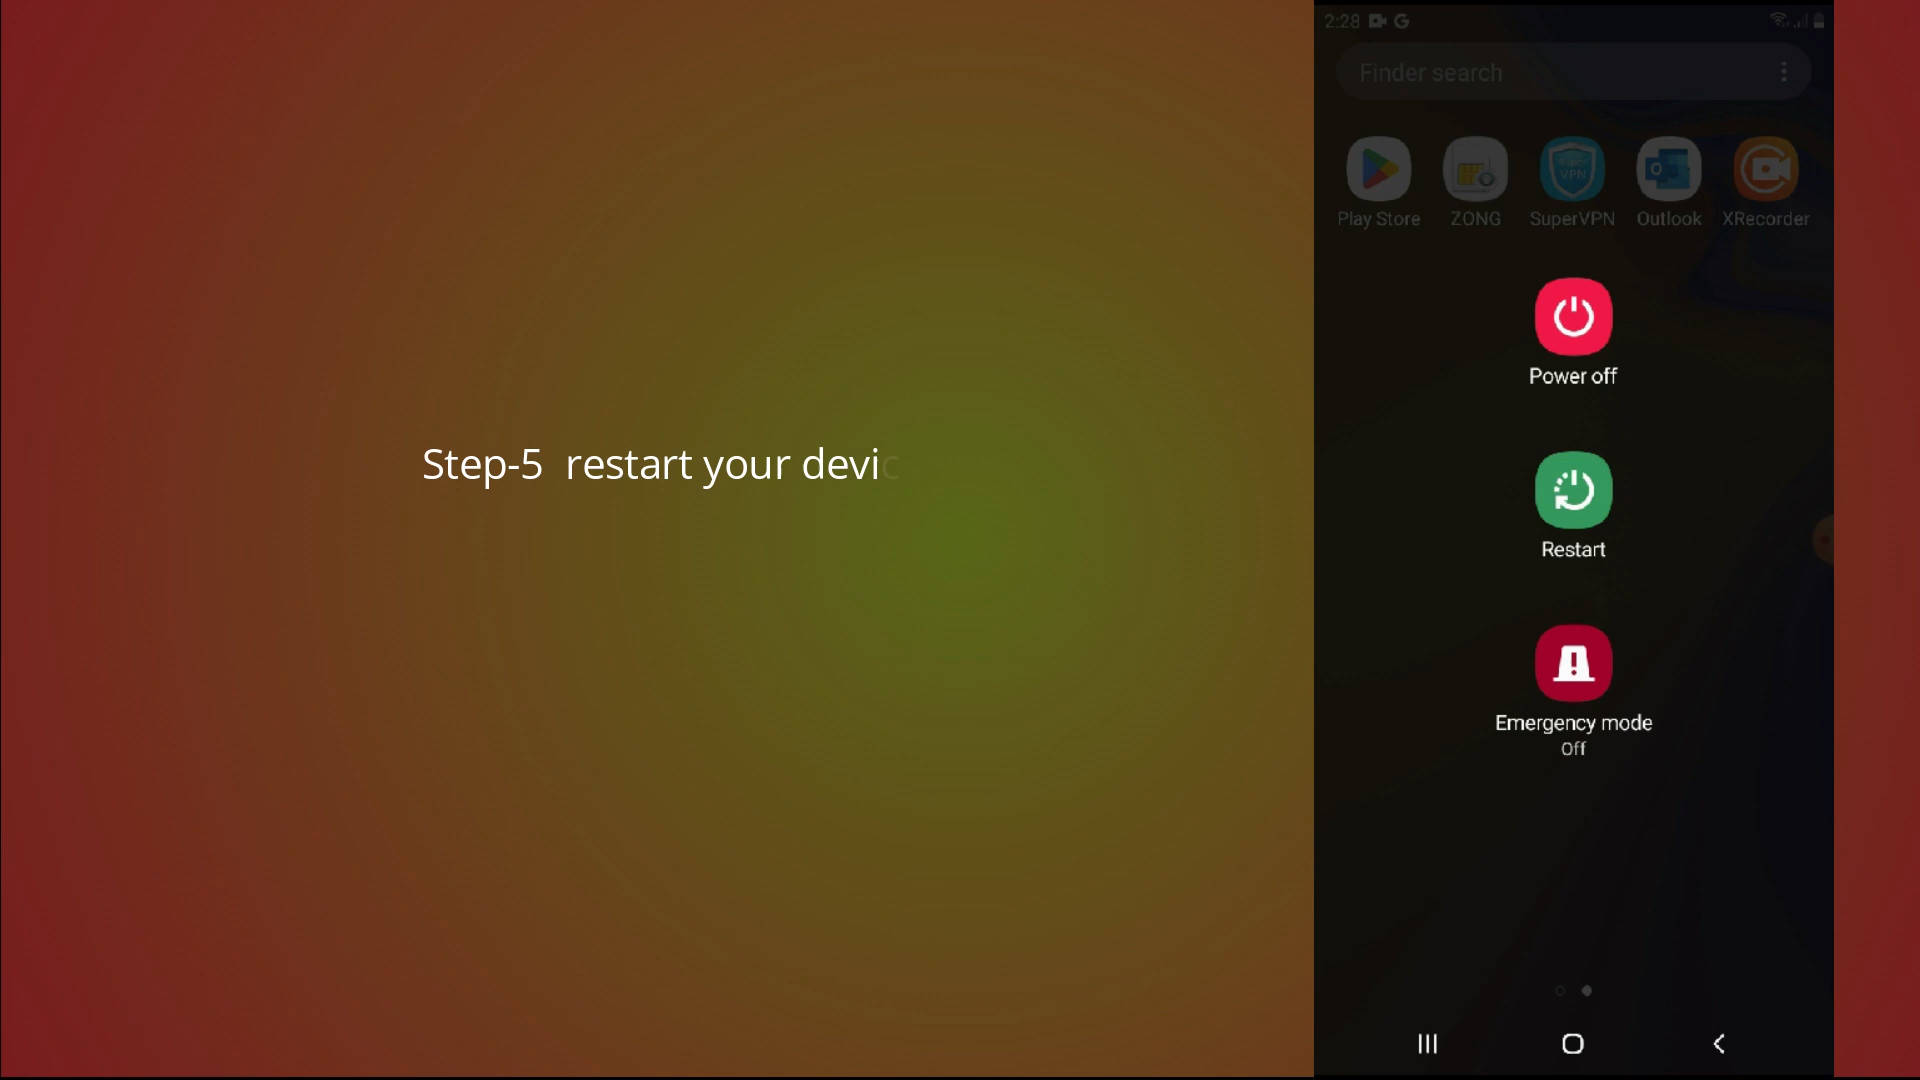 Step-5  restart your devic
2:28
Finder search
Play Store ZONG SuperVPN Outlook XRecorder
Power off
Restart
Emergency mode
Off